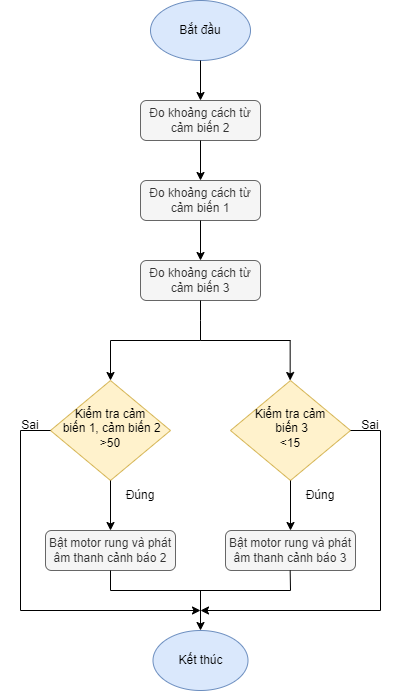 Bắt đầu
Đo khoảng cách từ
cảm biến 2
Đo khoảng cách từ
cảm biến 1
Đo khoảng cách từ
cảm biến 3
Kiểm tra cảm
biến 1, cảm biến 2
>50
Kiểm tra cảm
biến 3
<15
Sai
Sai
Đúng
Đúng
Bật motor rung và phát
âm thanh cảnh báo 2
Bật motor rung và phát
âm thanh cảnh báo 3
Kết thúc